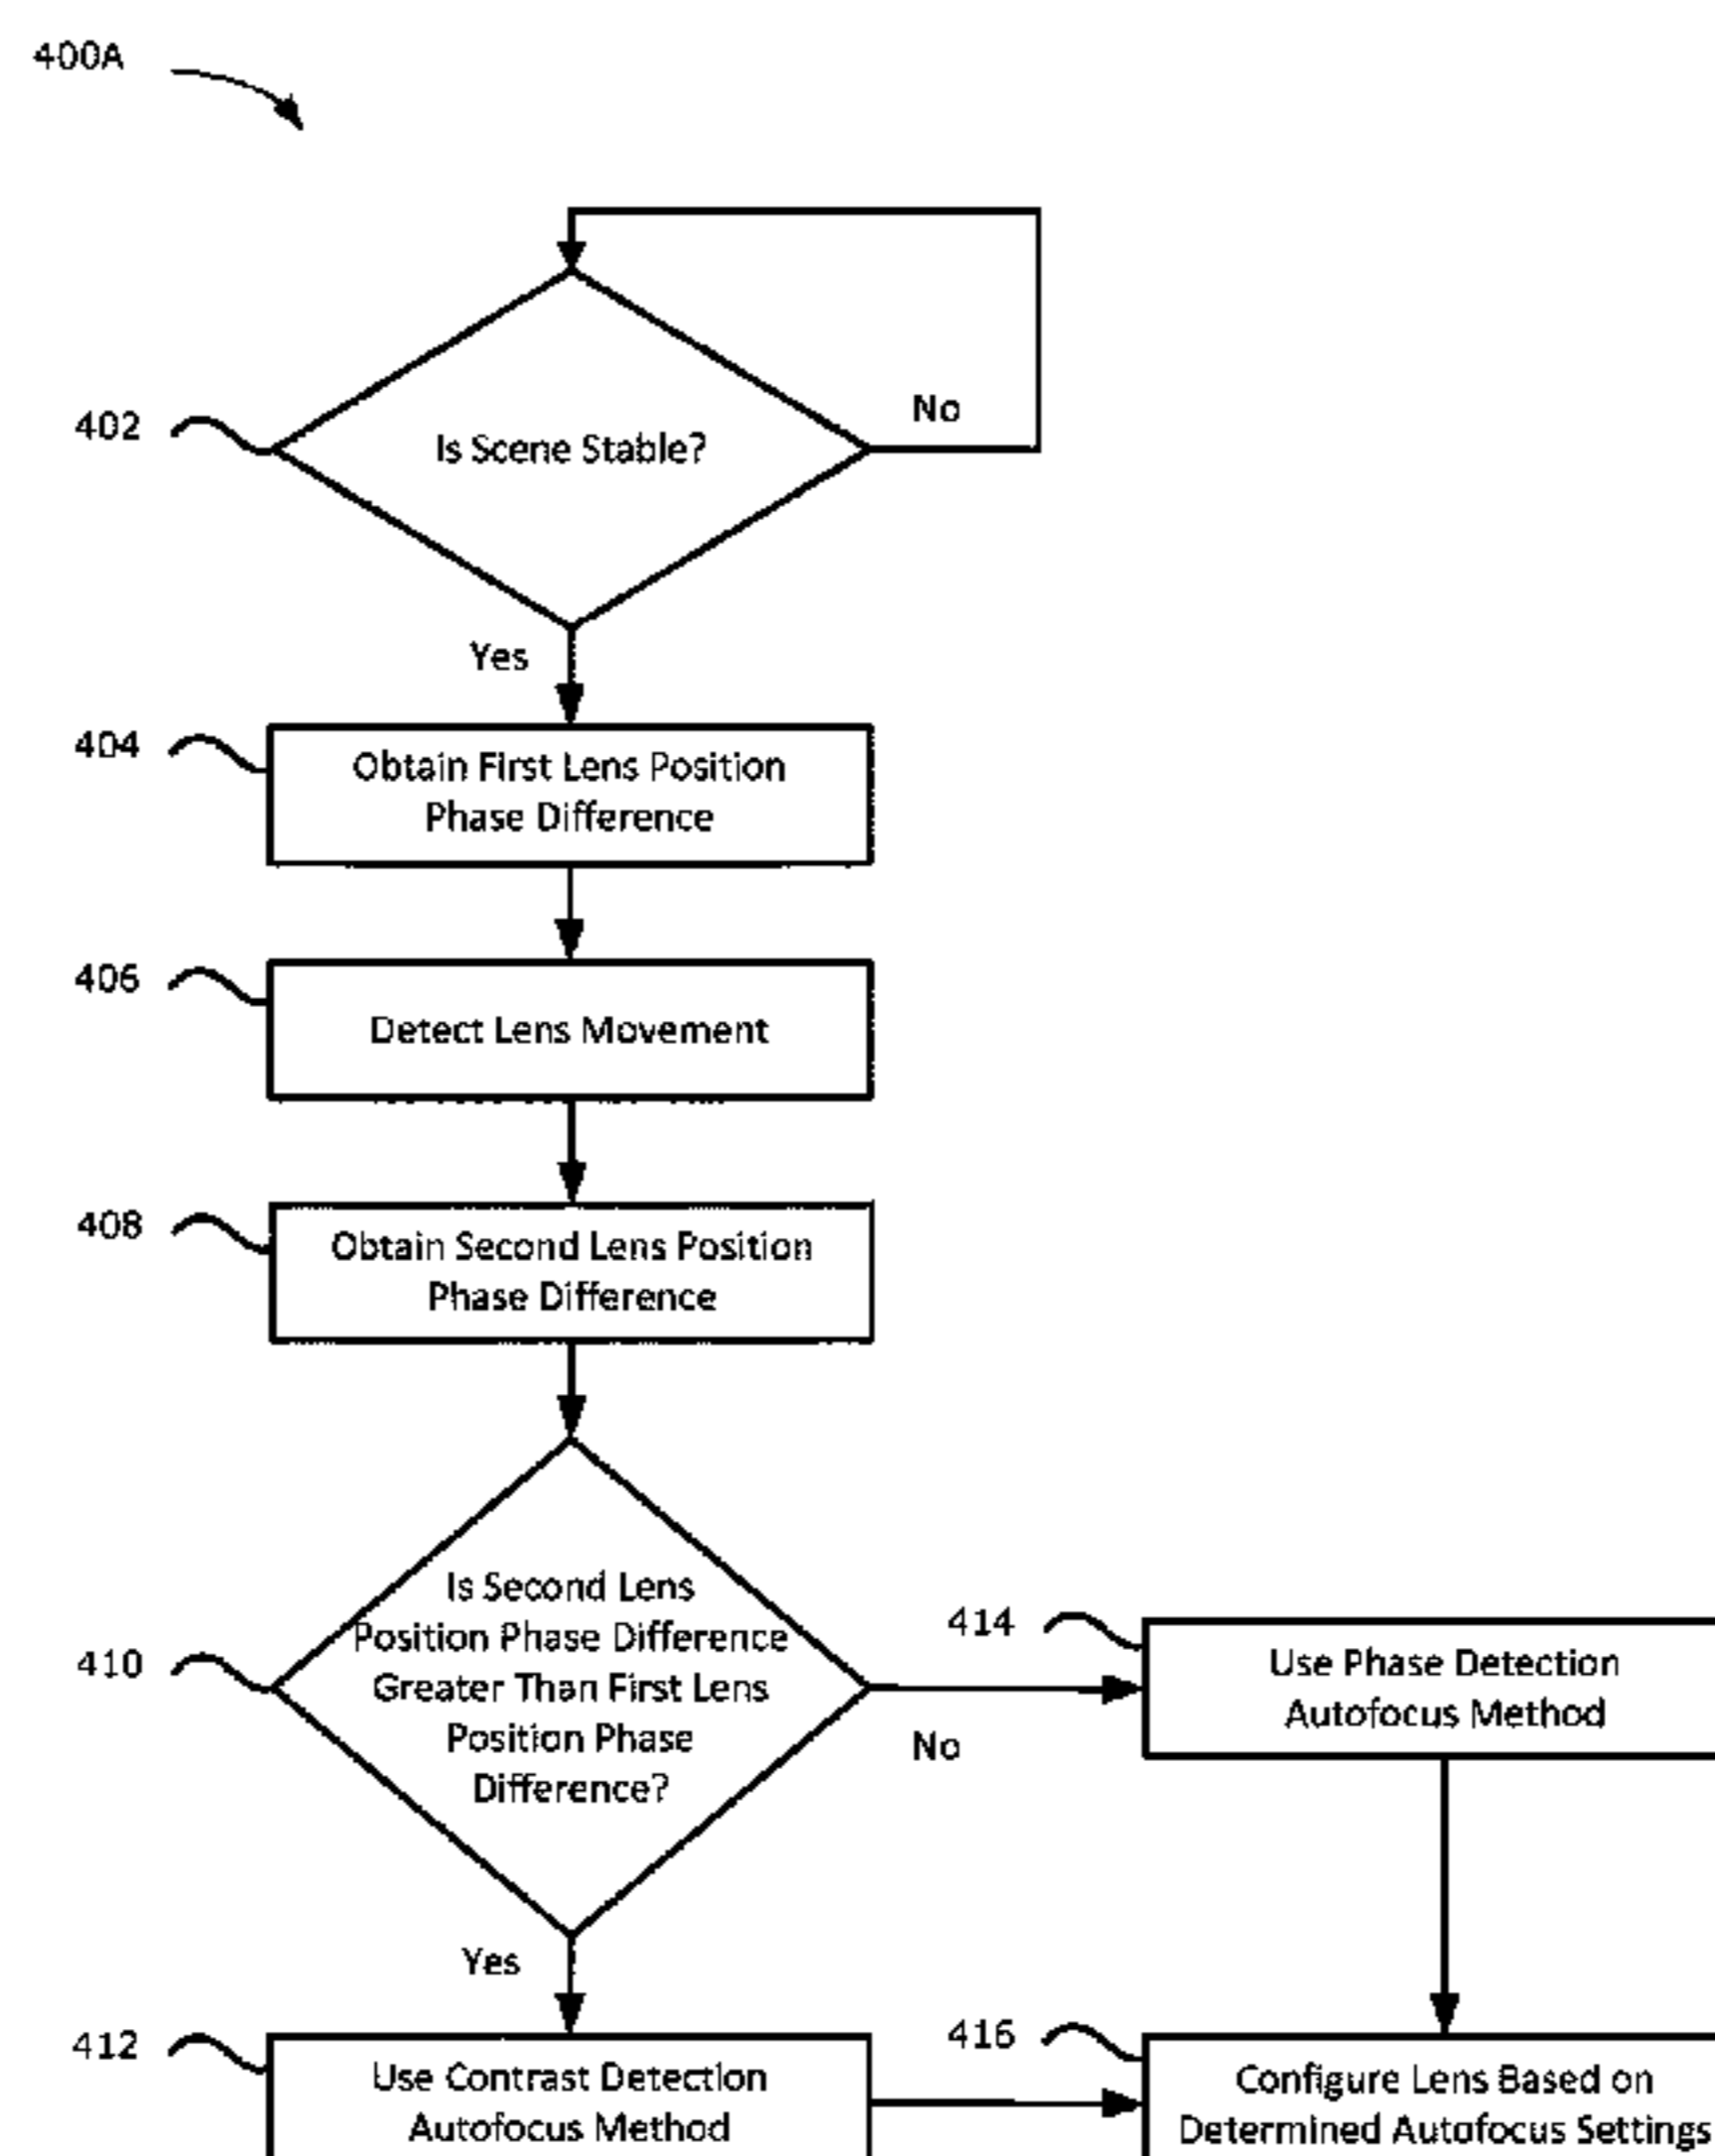 400A
402
Is Scene Stable?
No
Yes
404
Obtain First Lens Position
Phase Difference
406
Detect Lens Movement
408
Obtain Second Lens Position
Phase Difference
410
Is Second Lens
Position Phase Difference
Greater Than First Lens
Position Phase
Difference?
No
414
Use Phase Detection
Autofocus Method
Yes
412
Use Contrast Detection
Autofocus Method
416
Configure Lens Based on
Determined Autofocus Settings